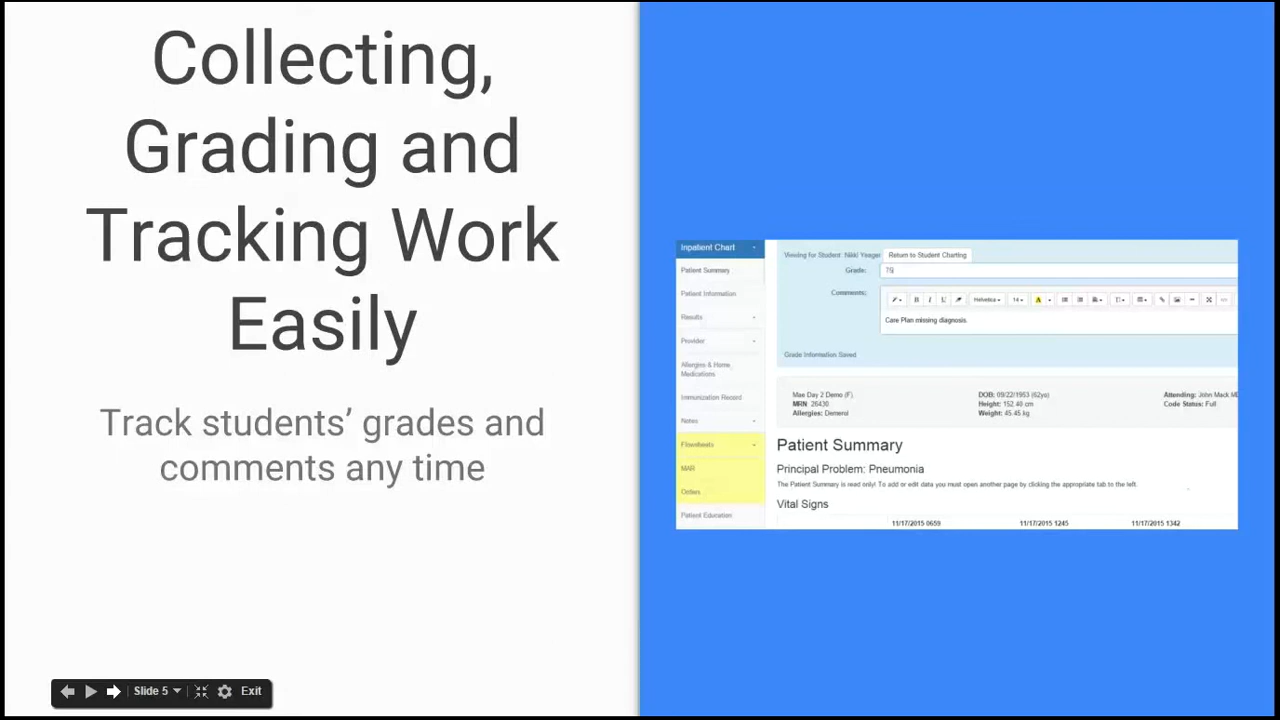 Collecting,
Grading and
Tracking Work
Easily
Track students’ grades and
comments any time
Inpatient Chart
Patient Summary
Patient Information
Results
Provider
Allergies & Home
Medications
Immunization Record
Notes
Flowsheets
MAR
Orders
Patient Education
Viewing for Student: Nikki Yeager Return to Student Charting
Grade: 75
Comments:
B I U Helvetica 14 A
Care Plan missing diagnosis.
Grade Information Saved
Mae Day 2 Demo (F) DOB: 09/22/1953 (62yo) Attending: John Mack MD
MRN 26430 Height: 152.40 cm Code Status: Full
Allergies: Demerol Weight: 45.45 kg
Patient Summary
Principal Problem: Pneumonia
The Patient Summary is read only! To add or edit data you must open another page by clicking the appropriate tab to the left.
Vital Signs
11/17/2015 0659 11/17/2015 1245 11/17/2015 1342
Slide 5 Exit